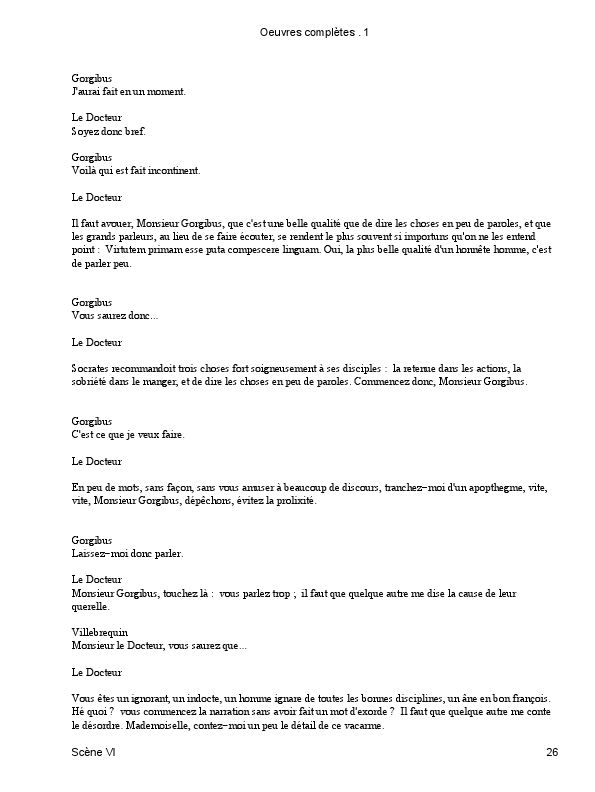 Oeuvres complètes . 1
Gorgibus
J'aurai fait en un moment.
Le Docteur
Soyez donc bref.
Gorgibus
Voilà qui est fait incontinent.
Le Docteur
Il faut avouer, Monsieur Gorgibus, que c'est une belle qualité que de dire les choses en peu de paroles, et que
les grands parleurs, au lieu de se faire écouter, se rendent le plus souvent si importuns qu'on ne les entend
point :  Virtutem primam esse puta compescere linguam. Oui, la plus belle qualité d'un honnête homme, c'est
de parler peu.
Gorgibus
Vous saurez donc...
Le Docteur
Socrates recommandoit trois choses fort soigneusement à ses disciples :  la retenue dans les actions, la
sobriété dans le manger, et de dire les choses en peu de paroles. Commencez donc, Monsieur Gorgibus.
Gorgibus
C'est ce que je veux faire.
Le Docteur
En peu de mots, sans façon, sans vous amuser à beaucoup de discours, tranchez−moi d'un apopthegme, vite,
vite, Monsieur Gorgibus, dépêchons, évitez la prolixité.
Gorgibus
Laissez−moi donc parler.
Le Docteur
Monsieur Gorgibus, touchez là :  vous parlez trop ;  il faut que quelque autre me dise la cause de leur
querelle.
Villebrequin
Monsieur le Docteur, vous saurez que...
Le Docteur
Vous êtes un ignorant, un indocte, un homme ignare de toutes les bonnes disciplines, un âne en bon françois.
Hé quoi ?  vous commencez la narration sans avoir fait un mot d'exorde ?  Il faut que quelque autre me conte
le désordre. Mademoiselle, contez−moi un peu le détail de ce vacarme.
Scène VI 26